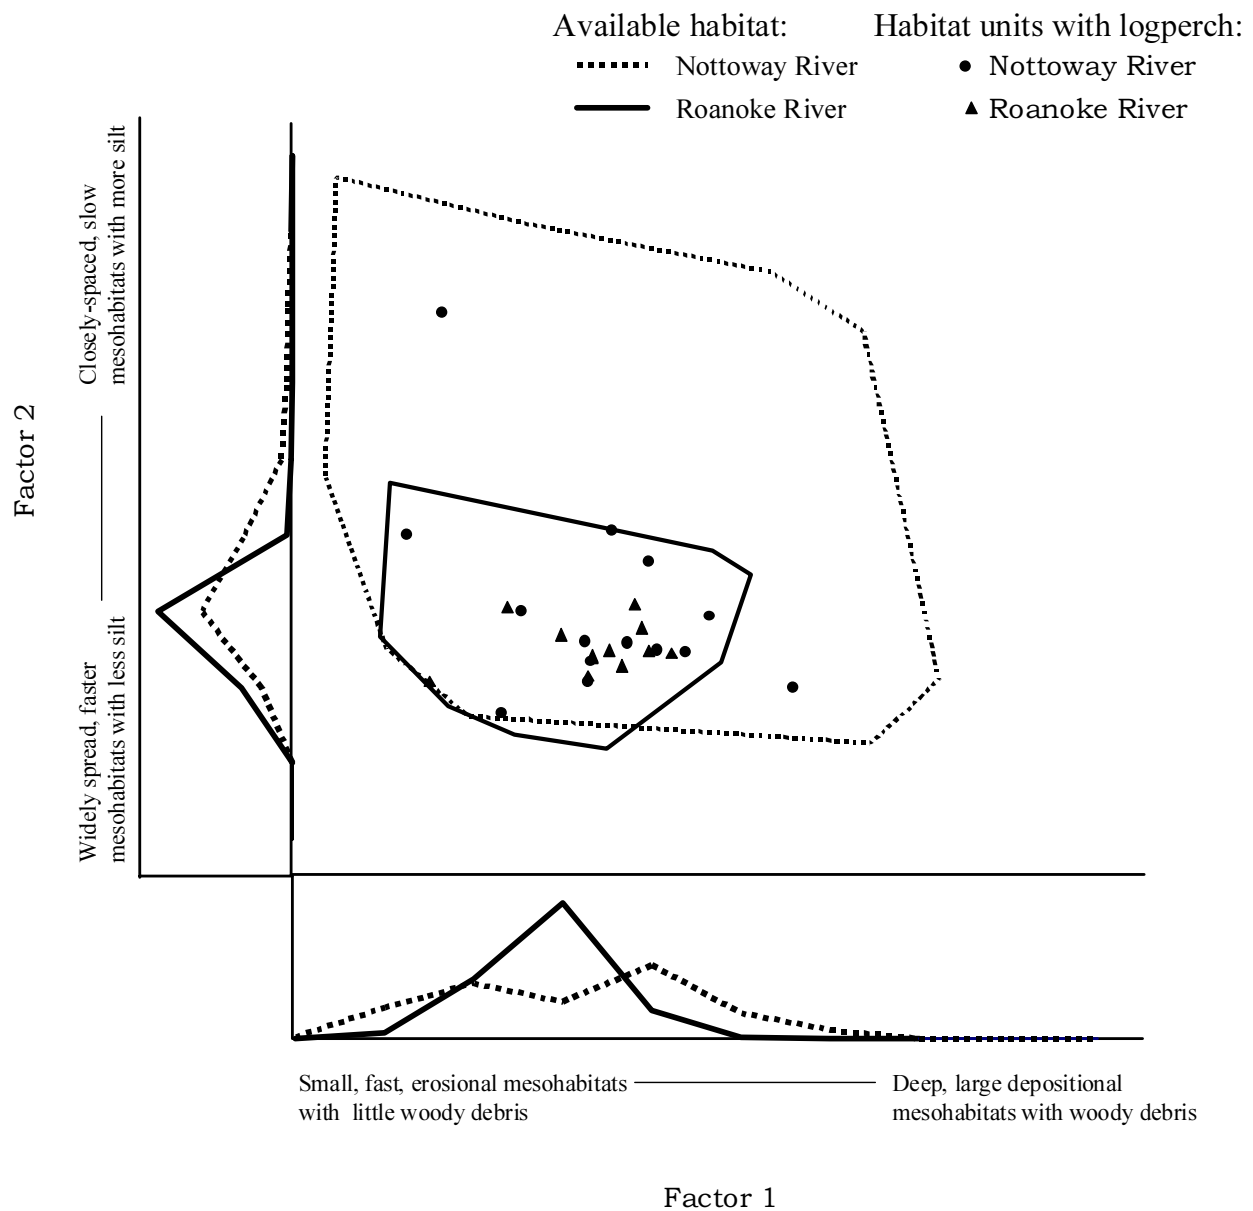 Available habitat:
Habitat units with logperch:
Nottoway River
Nottoway River
Roanoke River
Roanoke River
Factor 2
Closely-spaced, slow
mesohabitats with more silt
Widely spread, faster
mesohabitats with less silt
Small, fast, erosional mesohabitats
with little woody debris
Deep, large depositional
mesohabitats with woody debris
Factor 1